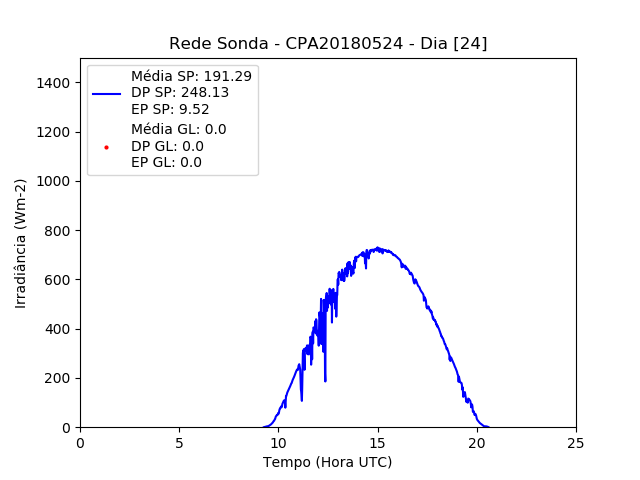 Rede Sonda - CPA20180524 - Dia [24]
Média SP: 191.29
DP SP: 248.13
EP SP: 9.52
Média GL: 0.0
DP GL: 0.0
EP GL: 0.0
1400
1200
1000
800
600
400
200
0
Irradiância (Wm-2)
0 5 10 15 20 25
Tempo (Hora UTC)